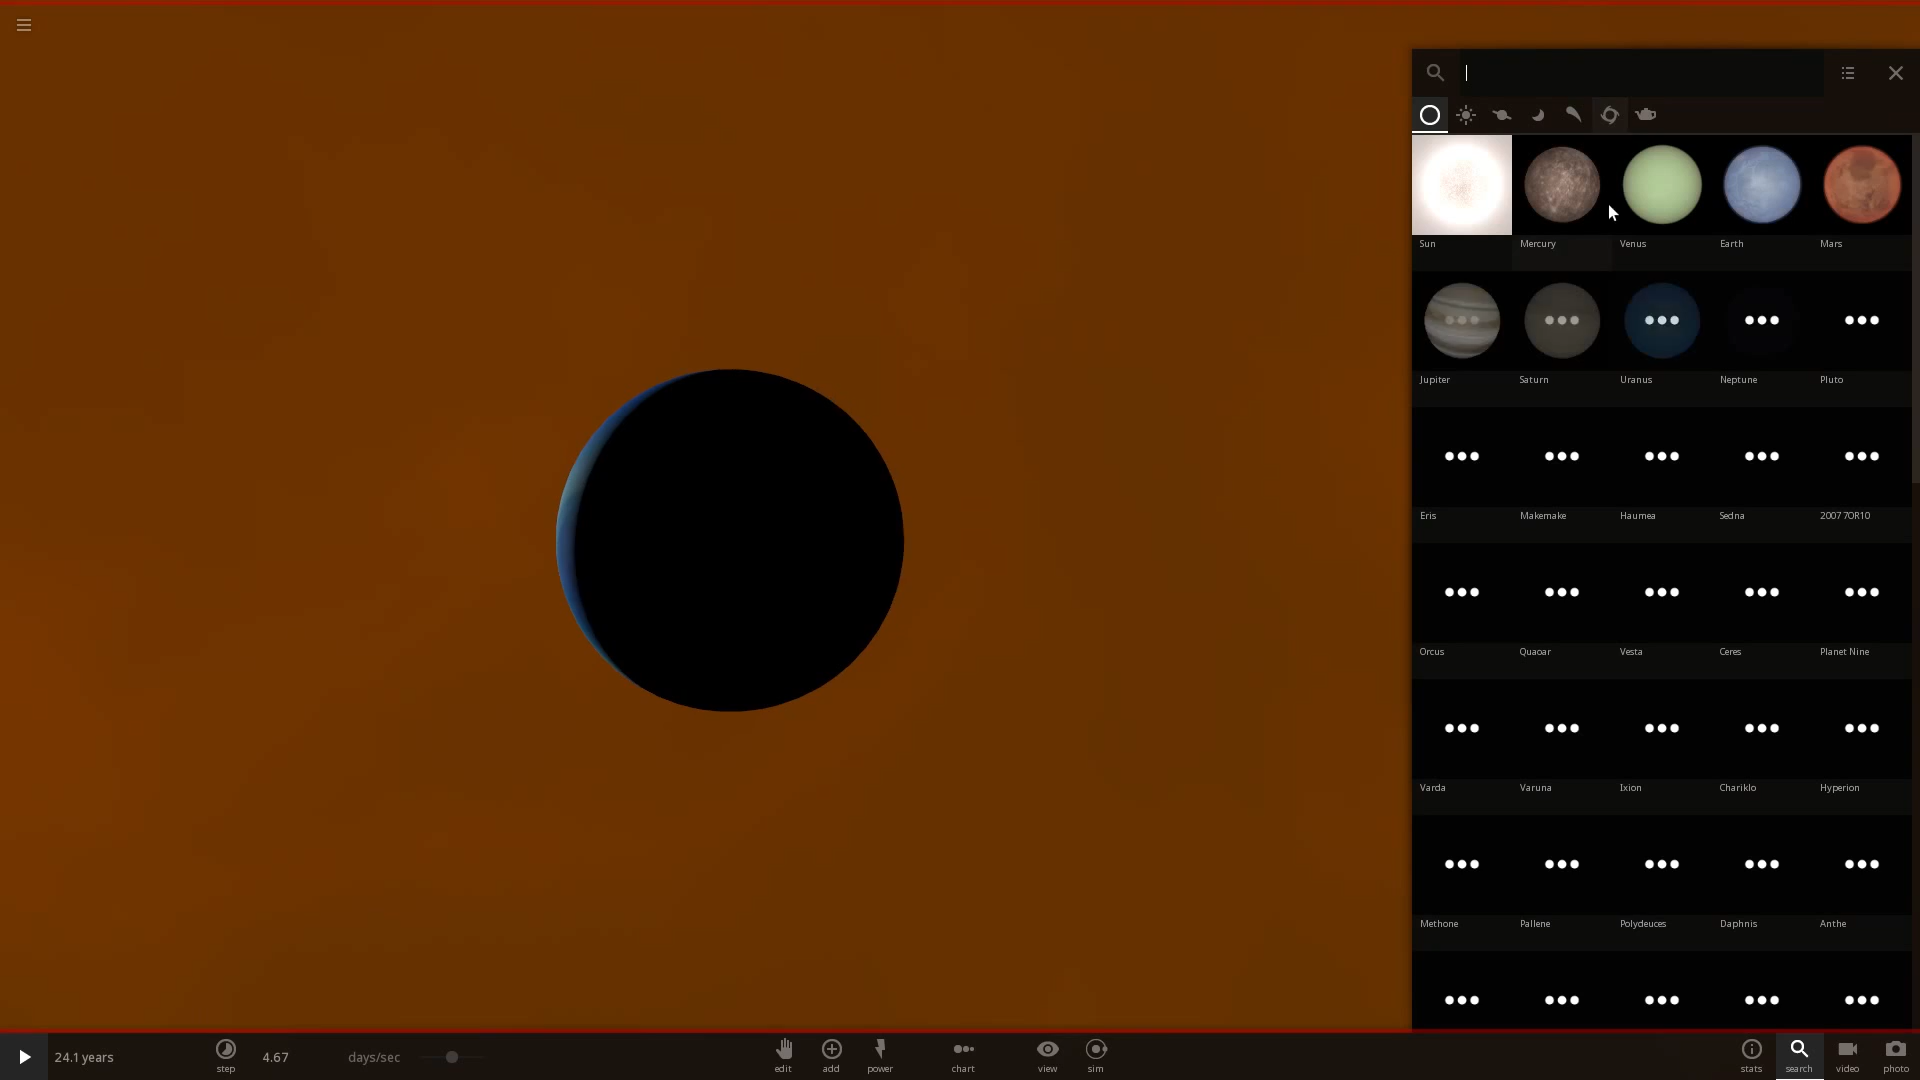 Sun Mercury Venus Earth Mars
Jupiter Saturn Uranus Neptune Pluto
Eris Makemake Haumea Sedna 2007 7OR10
Orcus Quaoar Vesta Ceres Planet Nine
Varda Varuna Ixion Chariklo Hyperion
Methone Pallene Polydeuces Daphnis Anthe
24.1 years 4.67 days/sec
step edit add power chart view sim stats search video photo